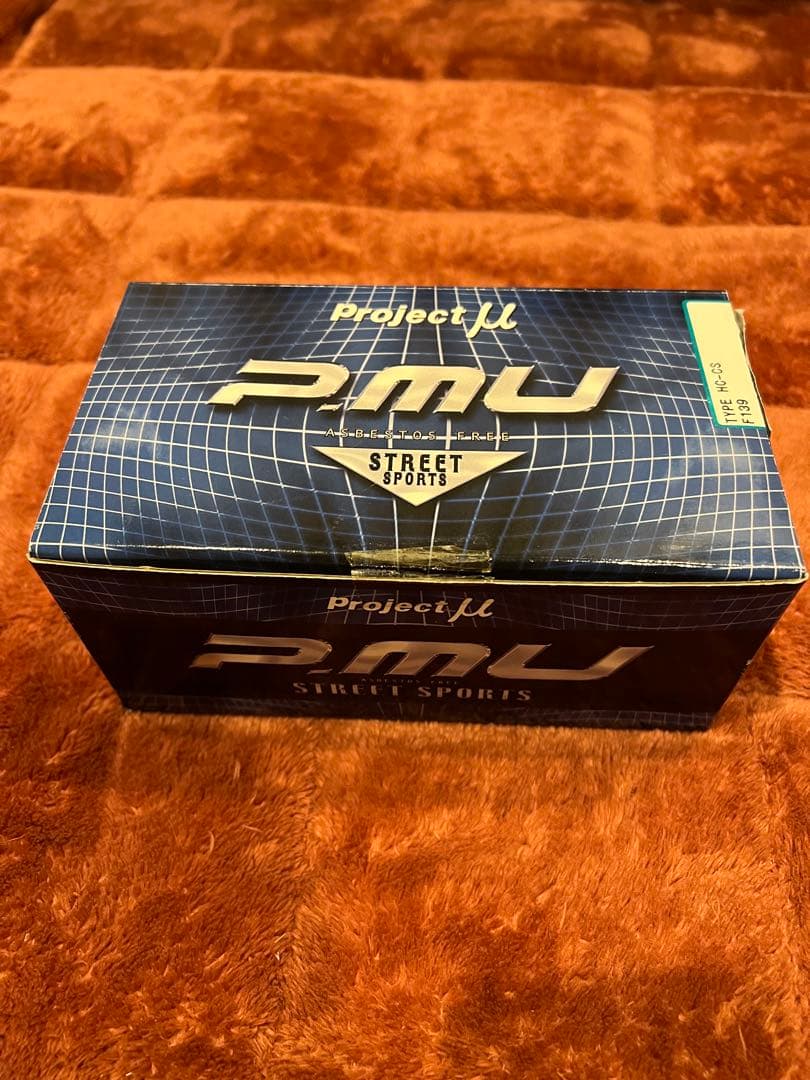 Project μ
P.MU
ASBESTOS FREE
STREET
SPORTS
TYPE HC-CS
F139
Project μ
P.MU
ASBESTOS FREE
STREET SPORTS